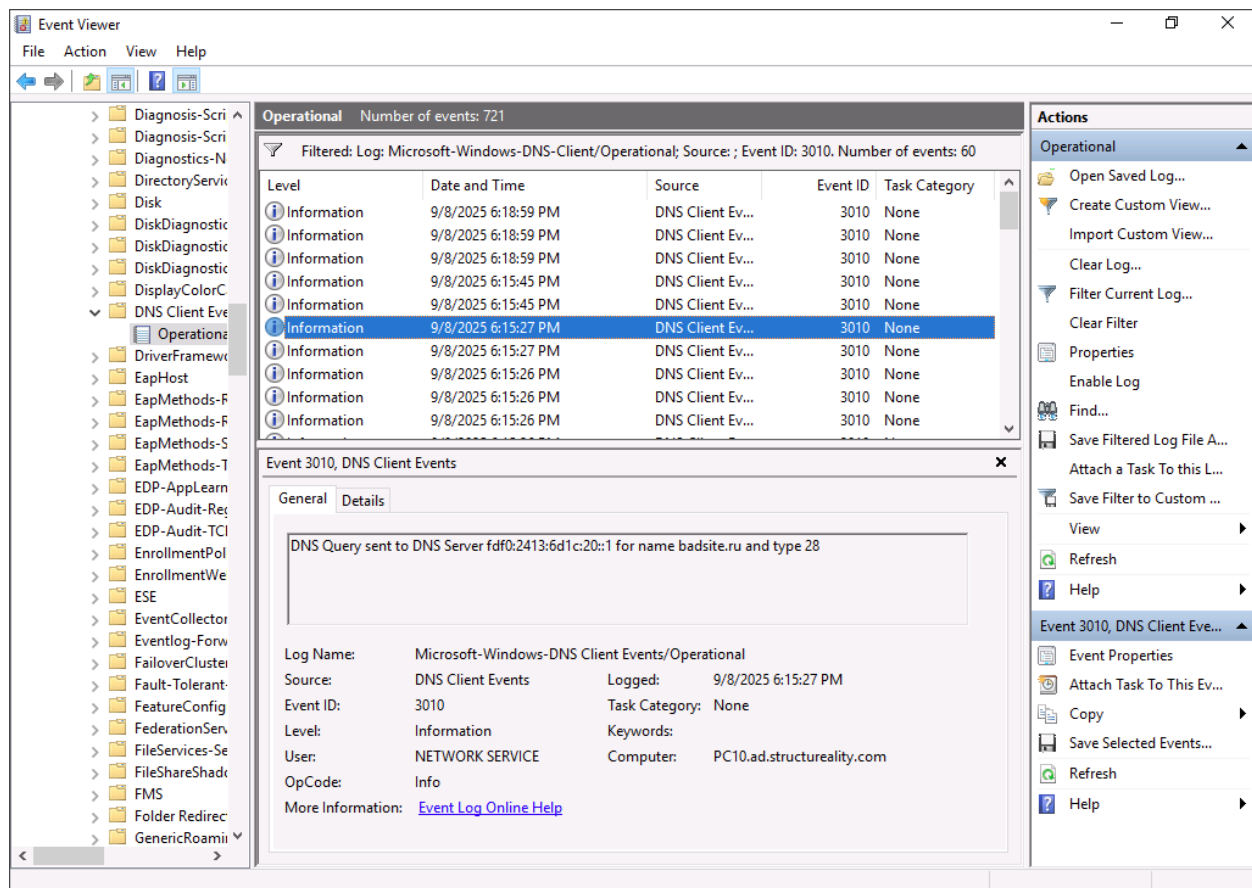 Event Viewer
File Action View Help
Diagnosis-Scri
Diagnosis-Scri
Diagnostics-N
DirectoryServic
Disk
DiskDiagnostic
DiskDiagnostic
DiskDiagnostic
DisplayColorC
DNS Client Eve
Operationa
DriverFramewo
EapHost
EapMethods-R
EapMethods-R
EapMethods-S
EapMethods-T
EDP-AppLearn
EDP-Audit-Reg
EDP-Audit-TCI
EnrollmentPol
EnrollmentWe
ESE
EventCollector
Eventlog-Forw
FailoverCluster
Fault-Tolerant-
FeatureConfig
FederationServ
FileServices-Se
FileShareShado
FMS
Folder Redirec
GenericRoami
Operational Number of events: 721
Filtered: Log: Microsoft-Windows-DNS-Client/Operational; Source: ; Event ID: 3010. Number of events: 60
Level Date and Time Source Event ID Task Category
Information 9/8/2025 6:18:59 PM DNS Client Ev... 3010 None
Information 9/8/2025 6:18:59 PM DNS Client Ev... 3010 None
Information 9/8/2025 6:18:59 PM DNS Client Ev... 3010 None
Information 9/8/2025 6:15:45 PM DNS Client Ev... 3010 None
Information 9/8/2025 6:15:45 PM DNS Client Ev... 3010 None
Information 9/8/2025 6:15:27 PM DNS Client Ev... 3010 None
Information 9/8/2025 6:15:27 PM DNS Client Ev... 3010 None
Information 9/8/2025 6:15:26 PM DNS Client Ev... 3010 None
Information 9/8/2025 6:15:26 PM DNS Client Ev... 3010 None
Information 9/8/2025 6:15:26 PM DNS Client Ev... 3010 None
Event 3010, DNS Client Events
General Details
DNS Query sent to DNS Server fdf0:2413:6d1c:20::1 for name badsite.ru and type 28
Log Name: Microsoft-Windows-DNS Client Events/Operational
Source: DNS Client Events Logged: 9/8/2025 6:15:27 PM
Event ID: 3010 Task Category: None
Level: Information Keywords:
User: NETWORK SERVICE Computer: PC10.ad.structureality.com
OpCode: Info
More Information: Event Log Online Help
Actions
Operational
Open Saved Log...
Create Custom View...
Import Custom View...
Clear Log...
Filter Current Log...
Clear Filter
Properties
Enable Log
Find...
Save Filtered Log File A...
Attach a Task To this L...
Save Filter to Custom ...
View
Refresh
Help
Event 3010, DNS Client Eve...
Event Properties
Attach Task To This Ev...
Copy
Save Selected Events...
Refresh
Help